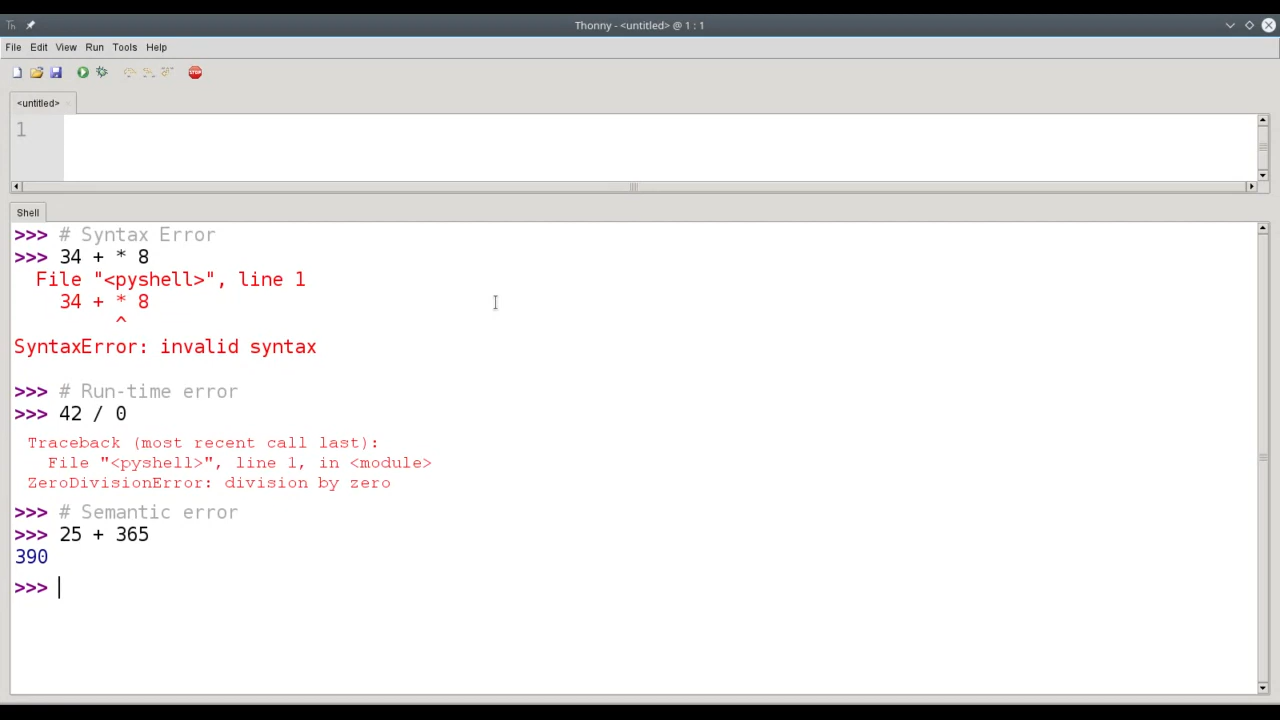 Th Thonny - <untitled> @ 1 : 1
File Edit View Run Tools Help
STOP
<untitled>
1
Shell
>>> # Syntax Error
>>> 34 + * 8
File "<pyshell>", line 1
34 + * 8
^
SyntaxError: invalid syntax
>>> # Run-time error
>>> 42 / 0
Traceback (most recent call last):
File "<pyshell>", line 1, in <module>
ZeroDivisionError: division by zero
>>> # Semantic error
>>> 25 + 365
390
>>>